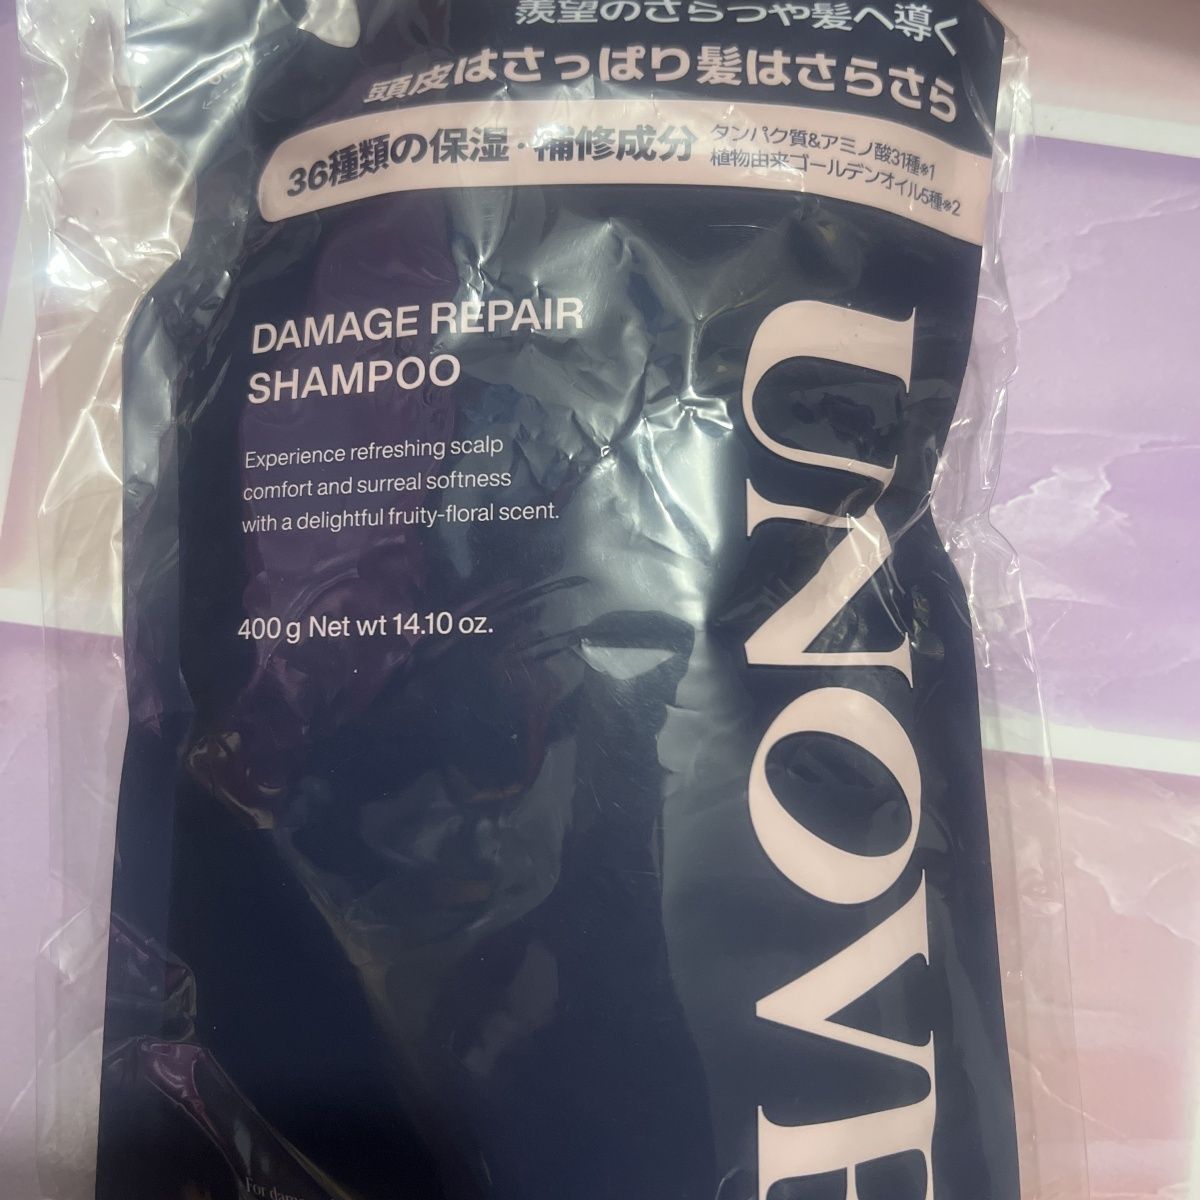 羨望のさらつや髪へ導く
頭皮はさっぱり髪はさらさら
36種類の保湿・補修成分
タンパク質&アミノ酸31種※1
植物由来ゴールデンオイル5種※2
DAMAGE REPAIR
SHAMPOO
Experience refreshing scalp
comfort and surreal softness
with a delightful fruity-floral scent.
400 g Net wt 14.10 oz.
UNOVE
For dama